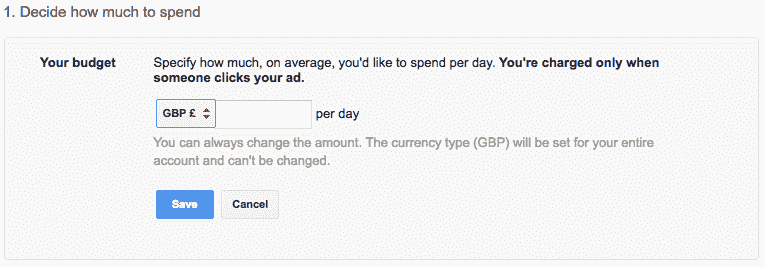 1. Decide how much to spend
Your budget
Specify how much, on average, you'd like to spend per day. You're charged only when
someone clicks your ad.
GBP £ per day
You can always change the amount. The currency type (GBP) will be set for your entire
account and can't be changed.
Save Cancel